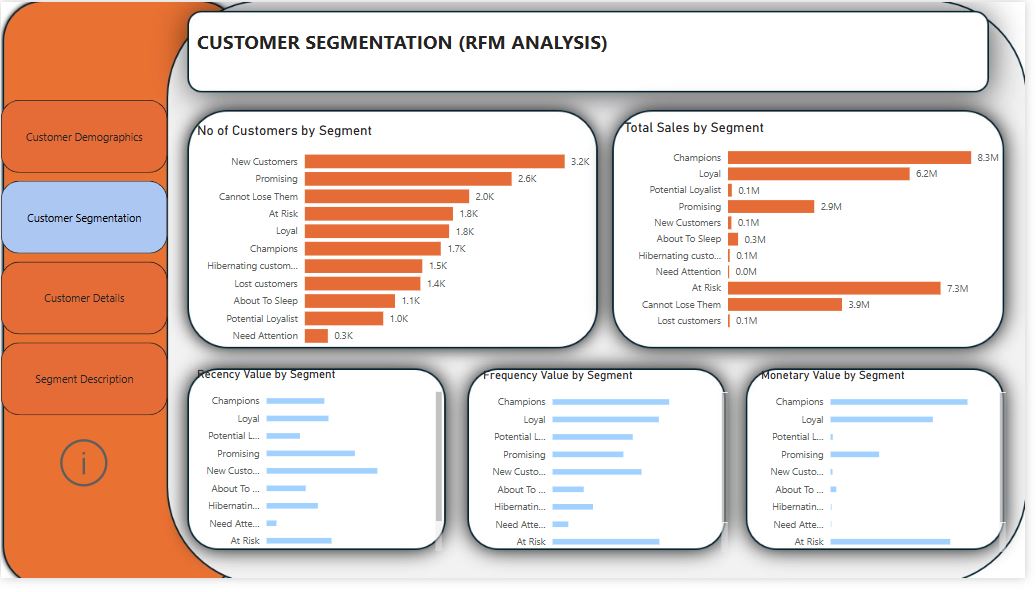 CUSTOMER SEGMENTATION (RFM ANALYSIS)
Customer Demographics
Customer Segmentation
Customer Details
Segment Description
i
No of Customers by Segment
New Customers 3.2K
Promising 2.6K
Cannot Lose Them 2.0K
At Risk 1.8K
Loyal 1.8K
Champions 1.7K
Hibernating custom... 1.5K
Lost customers 1.4K
About To Sleep 1.1K
Potential Loyalist 1.0K
Need Attention 0.3K
Total Sales by Segment
Champions 8.3M
Loyal 6.2M
Potential Loyalist 0.1M
Promising 2.9M
New Customers 0.1M
About To Sleep 0.3M
Hibernating custo... 0.1M
Need Attention 0.0M
At Risk 7.3M
Cannot Lose Them 3.9M
Lost customers 0.1M
Recency Value by Segment
Champions
Loyal
Potential L...
Promising
New Custo...
About To ...
Hibernatin...
Need Atte...
At Risk
Frequency Value by Segment
Champions
Loyal
Potential L...
Promising
New Custo...
About To ...
Hibernatin...
Need Atte...
At Risk
Monetary Value by Segment
Champions
Loyal
Potential L...
Promising
New Custo...
About To ...
Hibernatin...
Need Atte...
At Risk